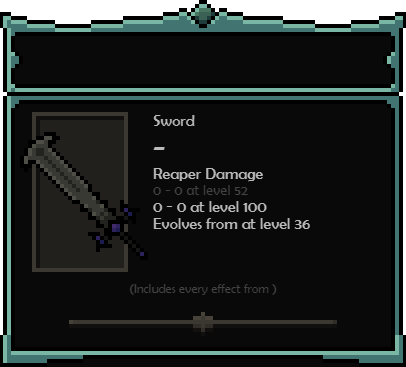 Sword
–
Reaper Damage
0 - 0 at level 52
0 - 0 at level 100
Evolves from at level 36
(Includes every effect from )